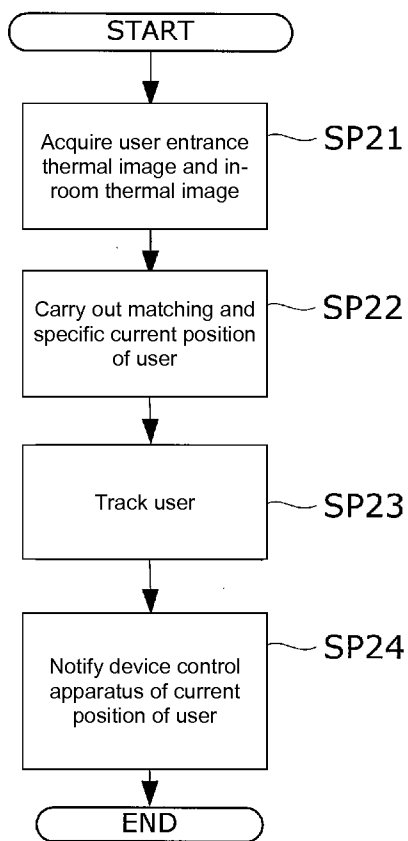 START
Acquire user entrance
thermal image and in-
room thermal image
SP21
Carry out matching and
specific current position
of user
SP22
Track user
SP23
Notify device control
apparatus of current
position of user
SP24
END